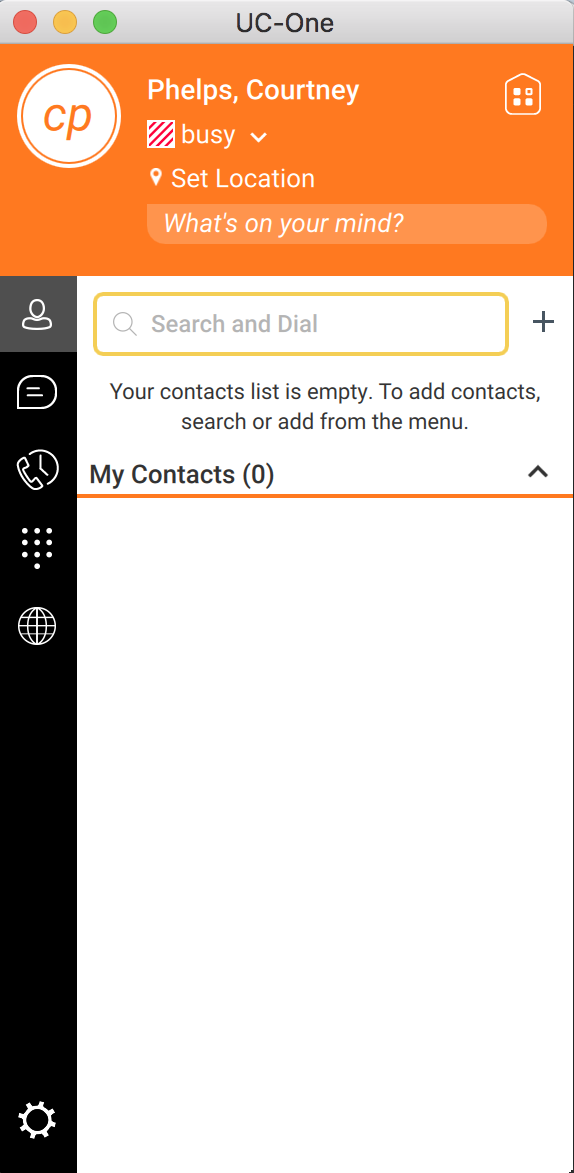 UC-One
cp
Phelps, Courtney
busy
Set Location
What's on your mind?
Search and Dial
Your contacts list is empty. To add contacts,
search or add from the menu.
My Contacts (0)